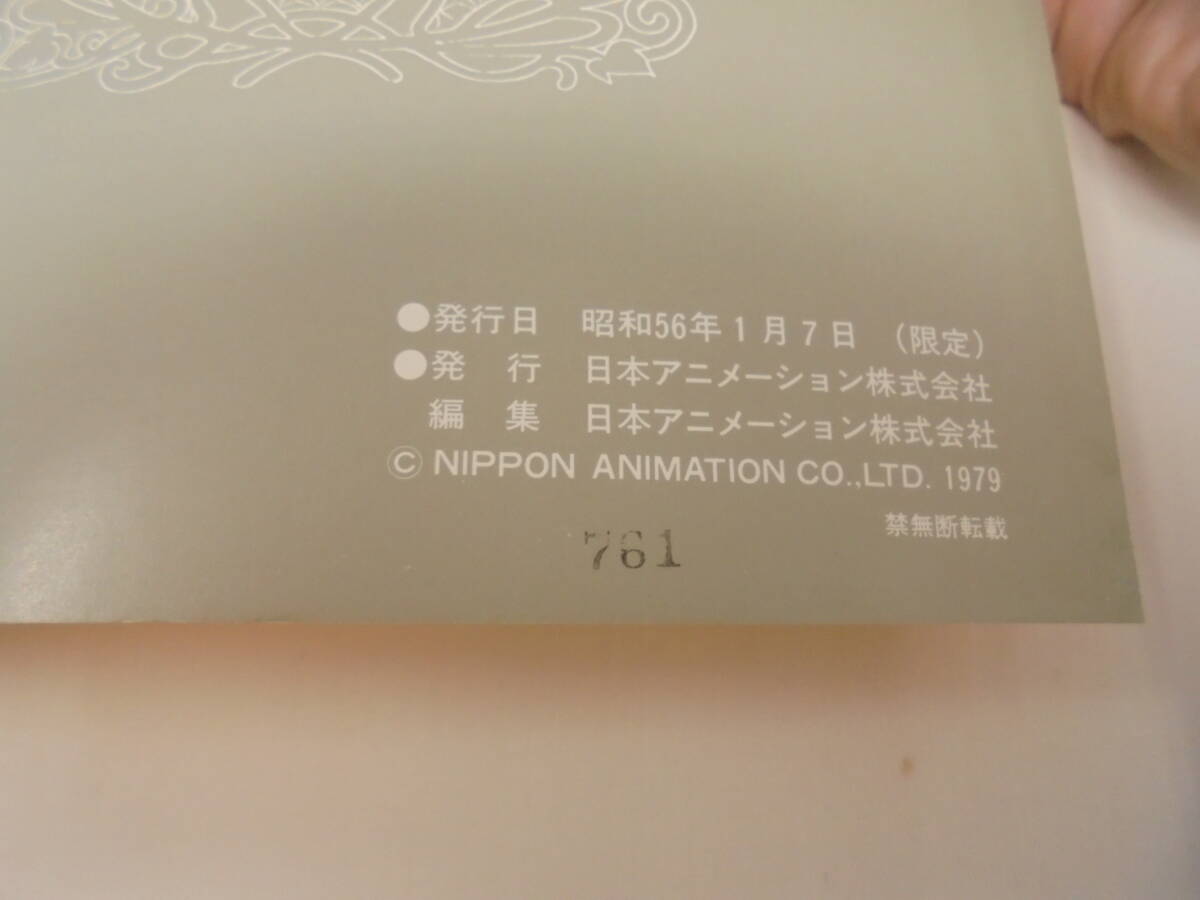 ●発行日 昭和56年1月7日 (限定)
●発 行 日本アニメーション株式会社
編 集 日本アニメーション株式会社
© NIPPON ANIMATION CO.,LTD. 1979
禁無断転載
761